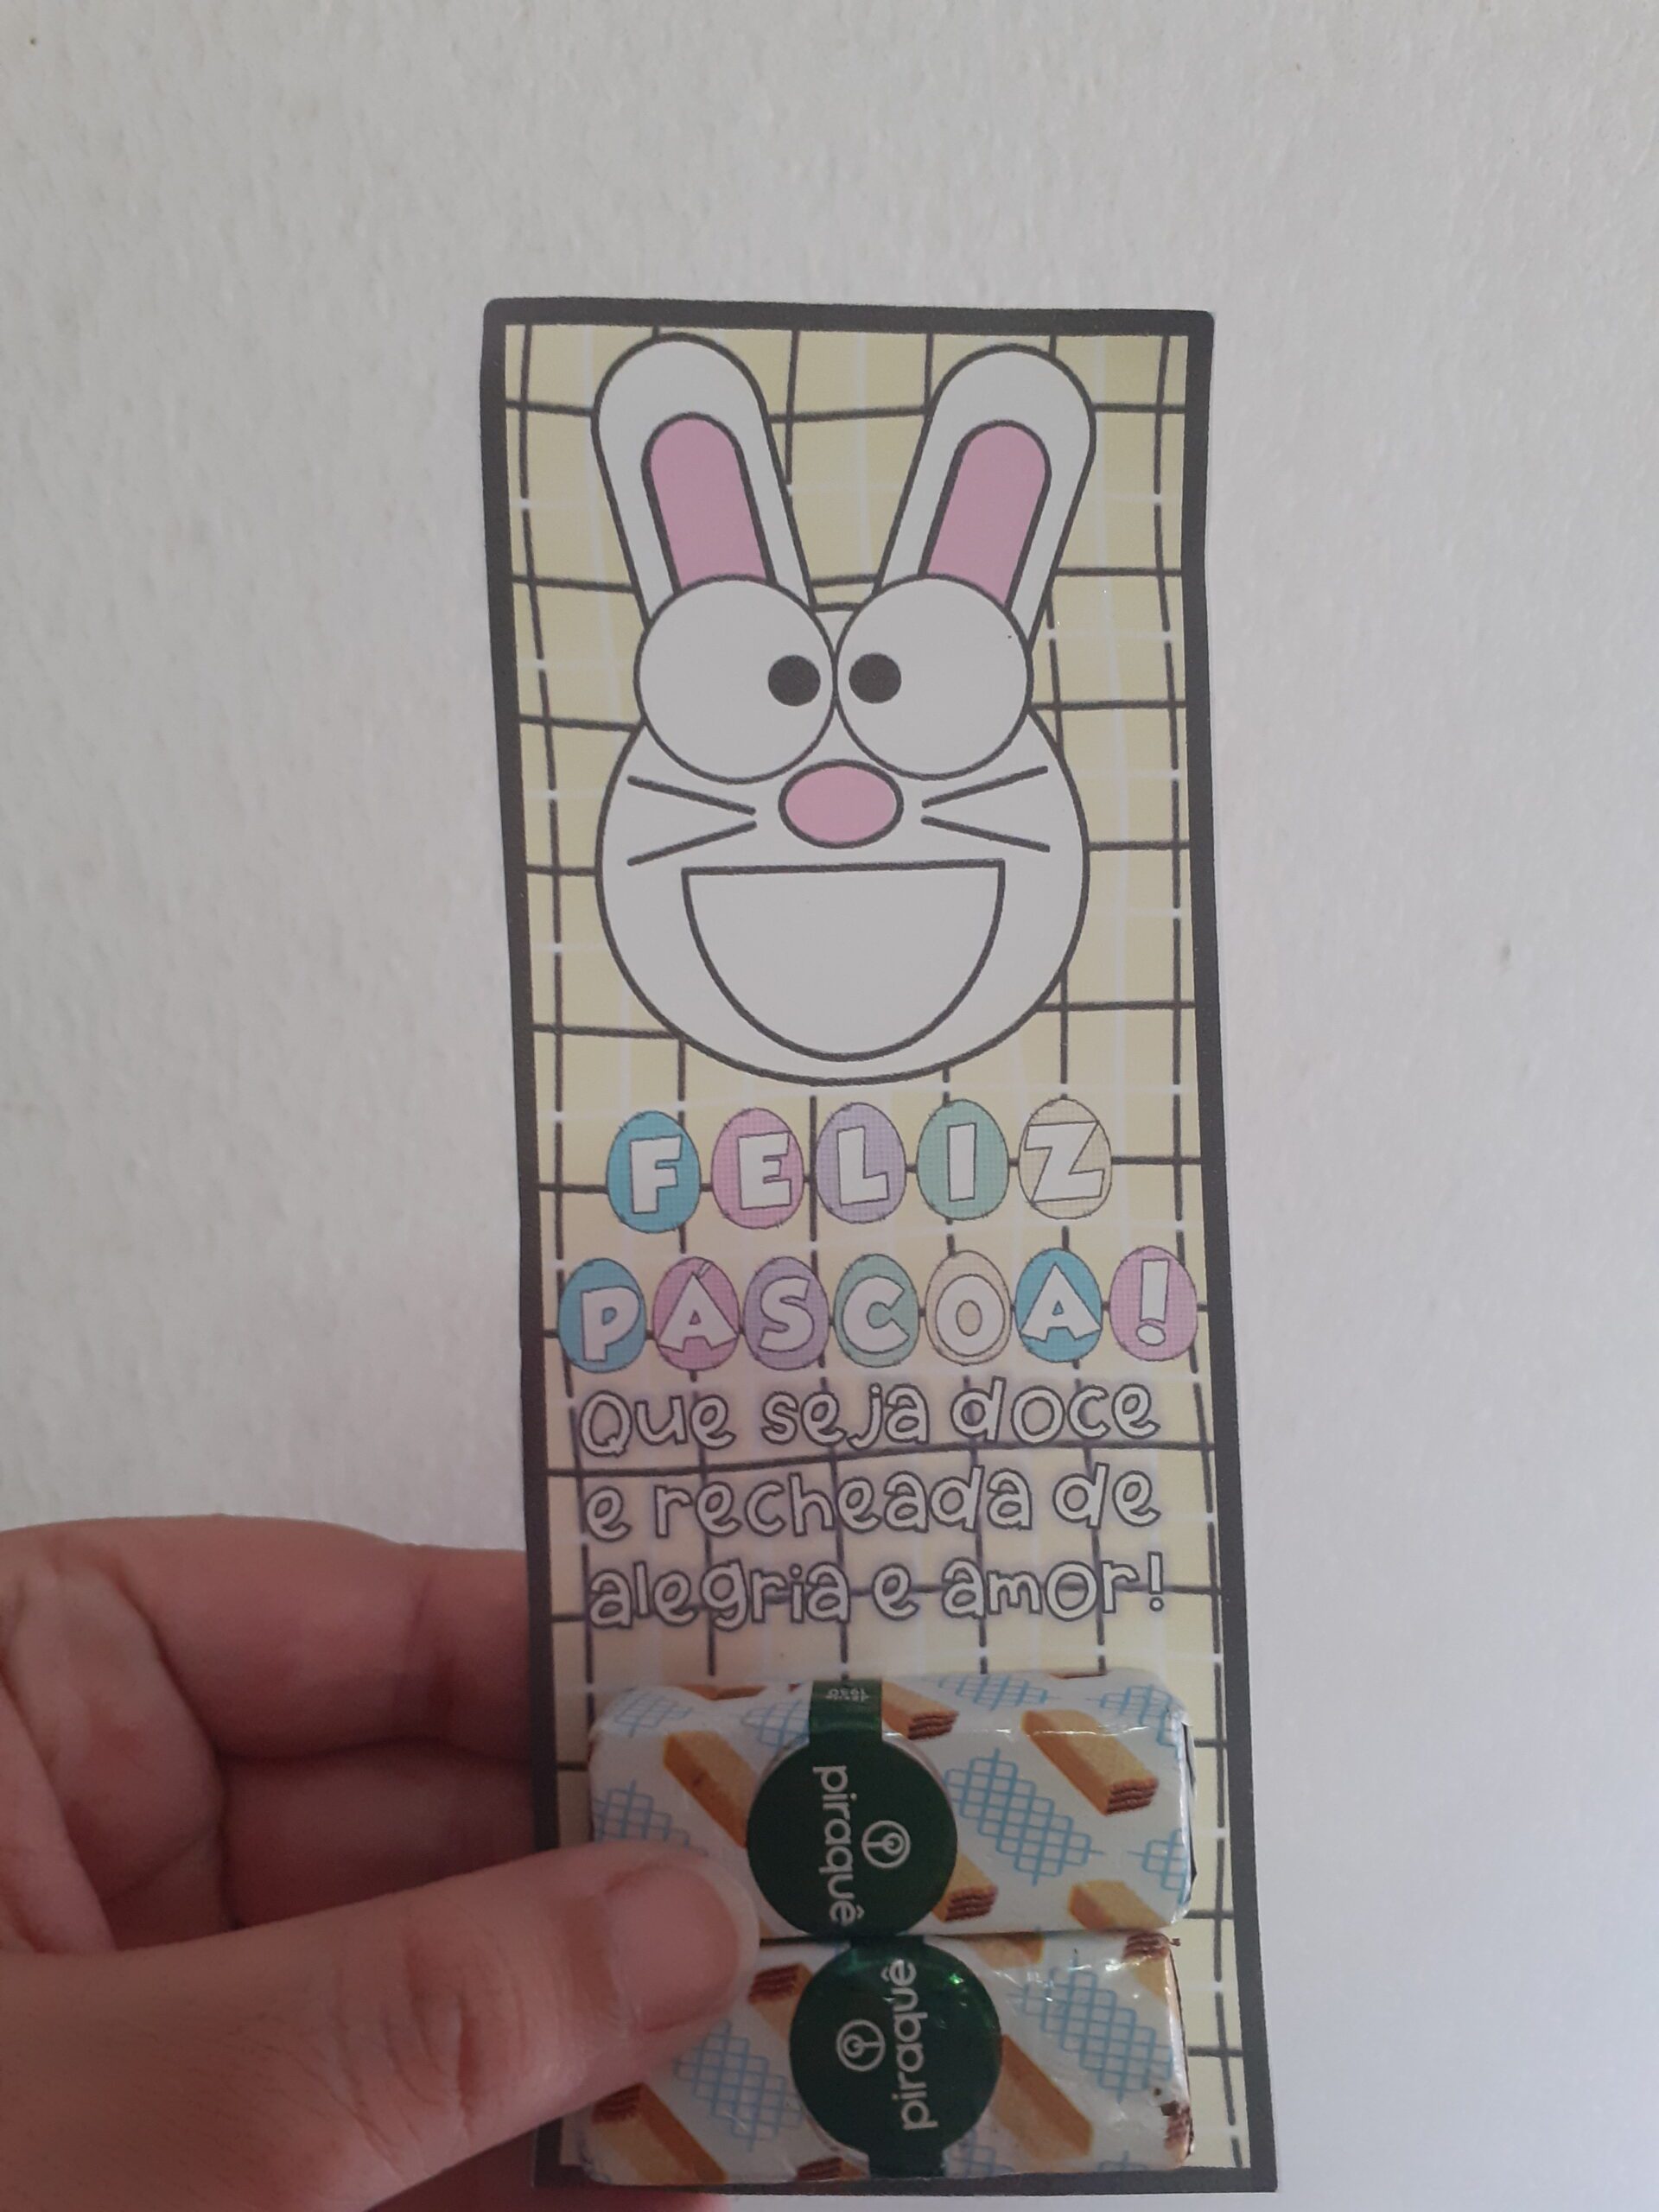 FELIZ
PÁSCOA!
Que seja doce
e recheada de
alegria e amor!
piraquê
piraquê